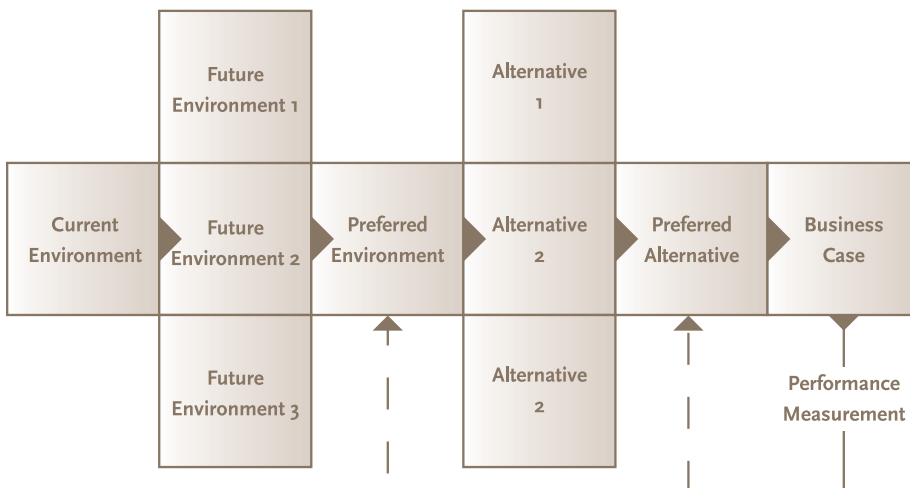 Future
Environment 1
Alternative
1
Current
Environment
Future
Environment 2
Preferred
Environment
Alternative
2
Preferred
Alternative
Business
Case
Future
Environment 3
Alternative
2
Performance
Measurement